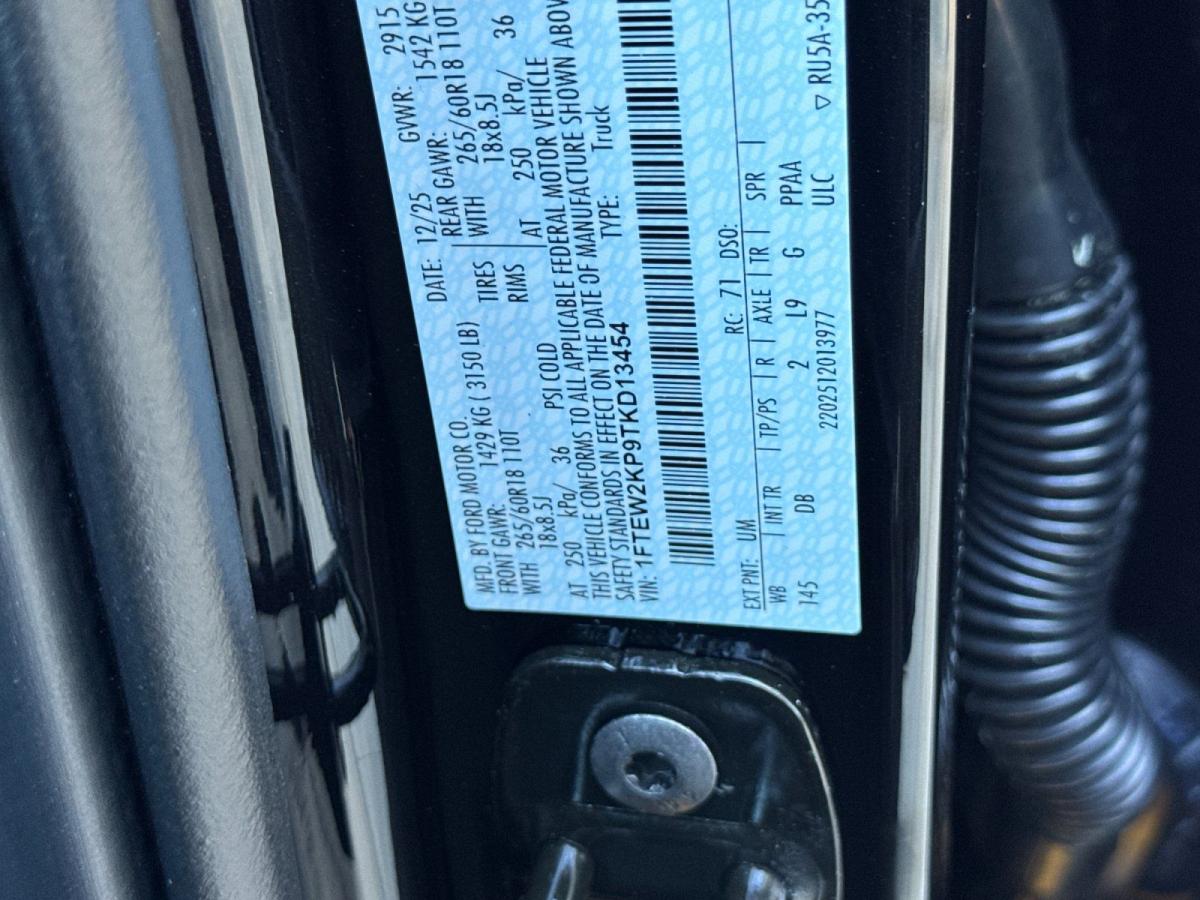 MFD. BY FORD MOTOR CO.
DATE: 12/25 GVWR: 2915
FRONT GAWR: 1429 KG ( 3150 LB) REAR GAWR: 1542 KG
WITH 265/60R18 110T TIRES WITH 265/60R18 110T
18x8.5J RIMS 18x8.5J
AT 250 kPa/ 36 PSI COLD AT 250 kPa/ 36
THIS VEHICLE CONFORMS TO ALL APPLICABLE FEDERAL MOTOR VEHICLE
SAFETY STANDARDS IN EFFECT ON THE DATE OF MANUFACTURE SHOWN ABOV
VIN: 1FTEW2KP9TKD13454 TYPE: Truck
EXT PNT: UM RC: 71 DSO:
WB | INT TR | TP/PS | R | AXLE | TR | SPR |
145 DB 2 L9 G PPAA
2202512013977 ULC ▽ RU5A-35